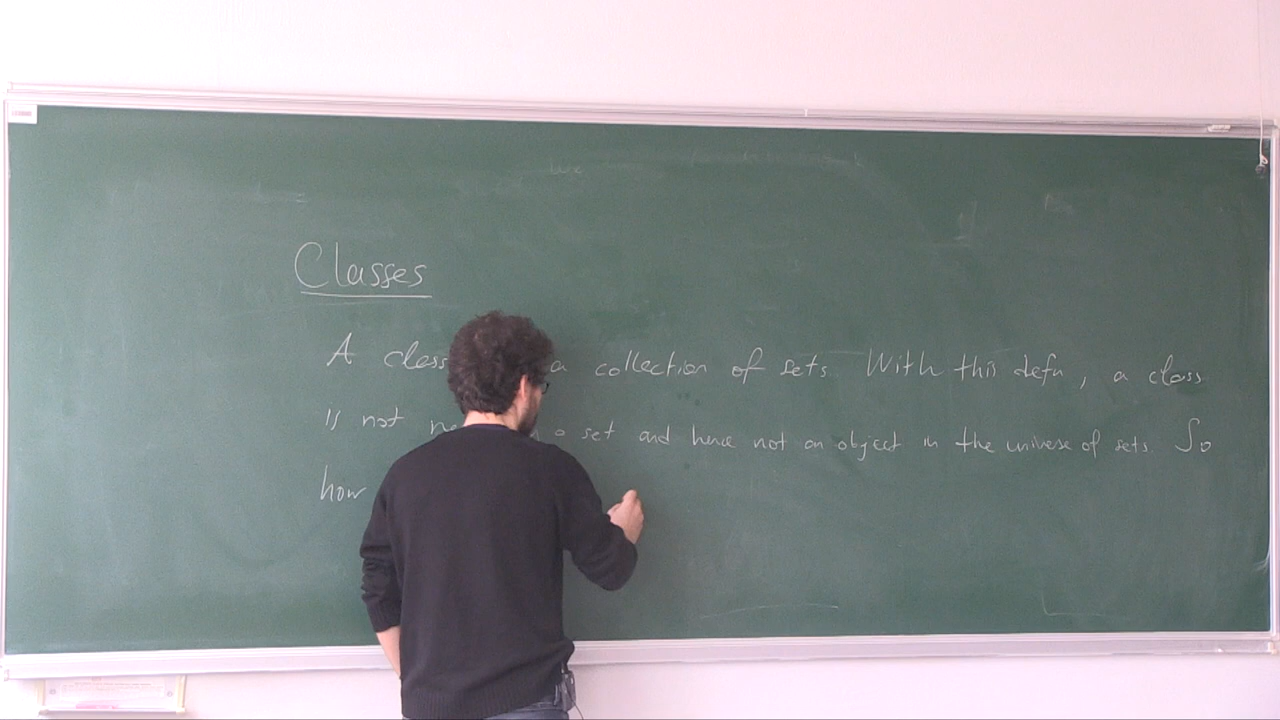 Classes
A class a collection of sets. With this defn, a class
is not a set and hence not an object in the universe of sets. So
how